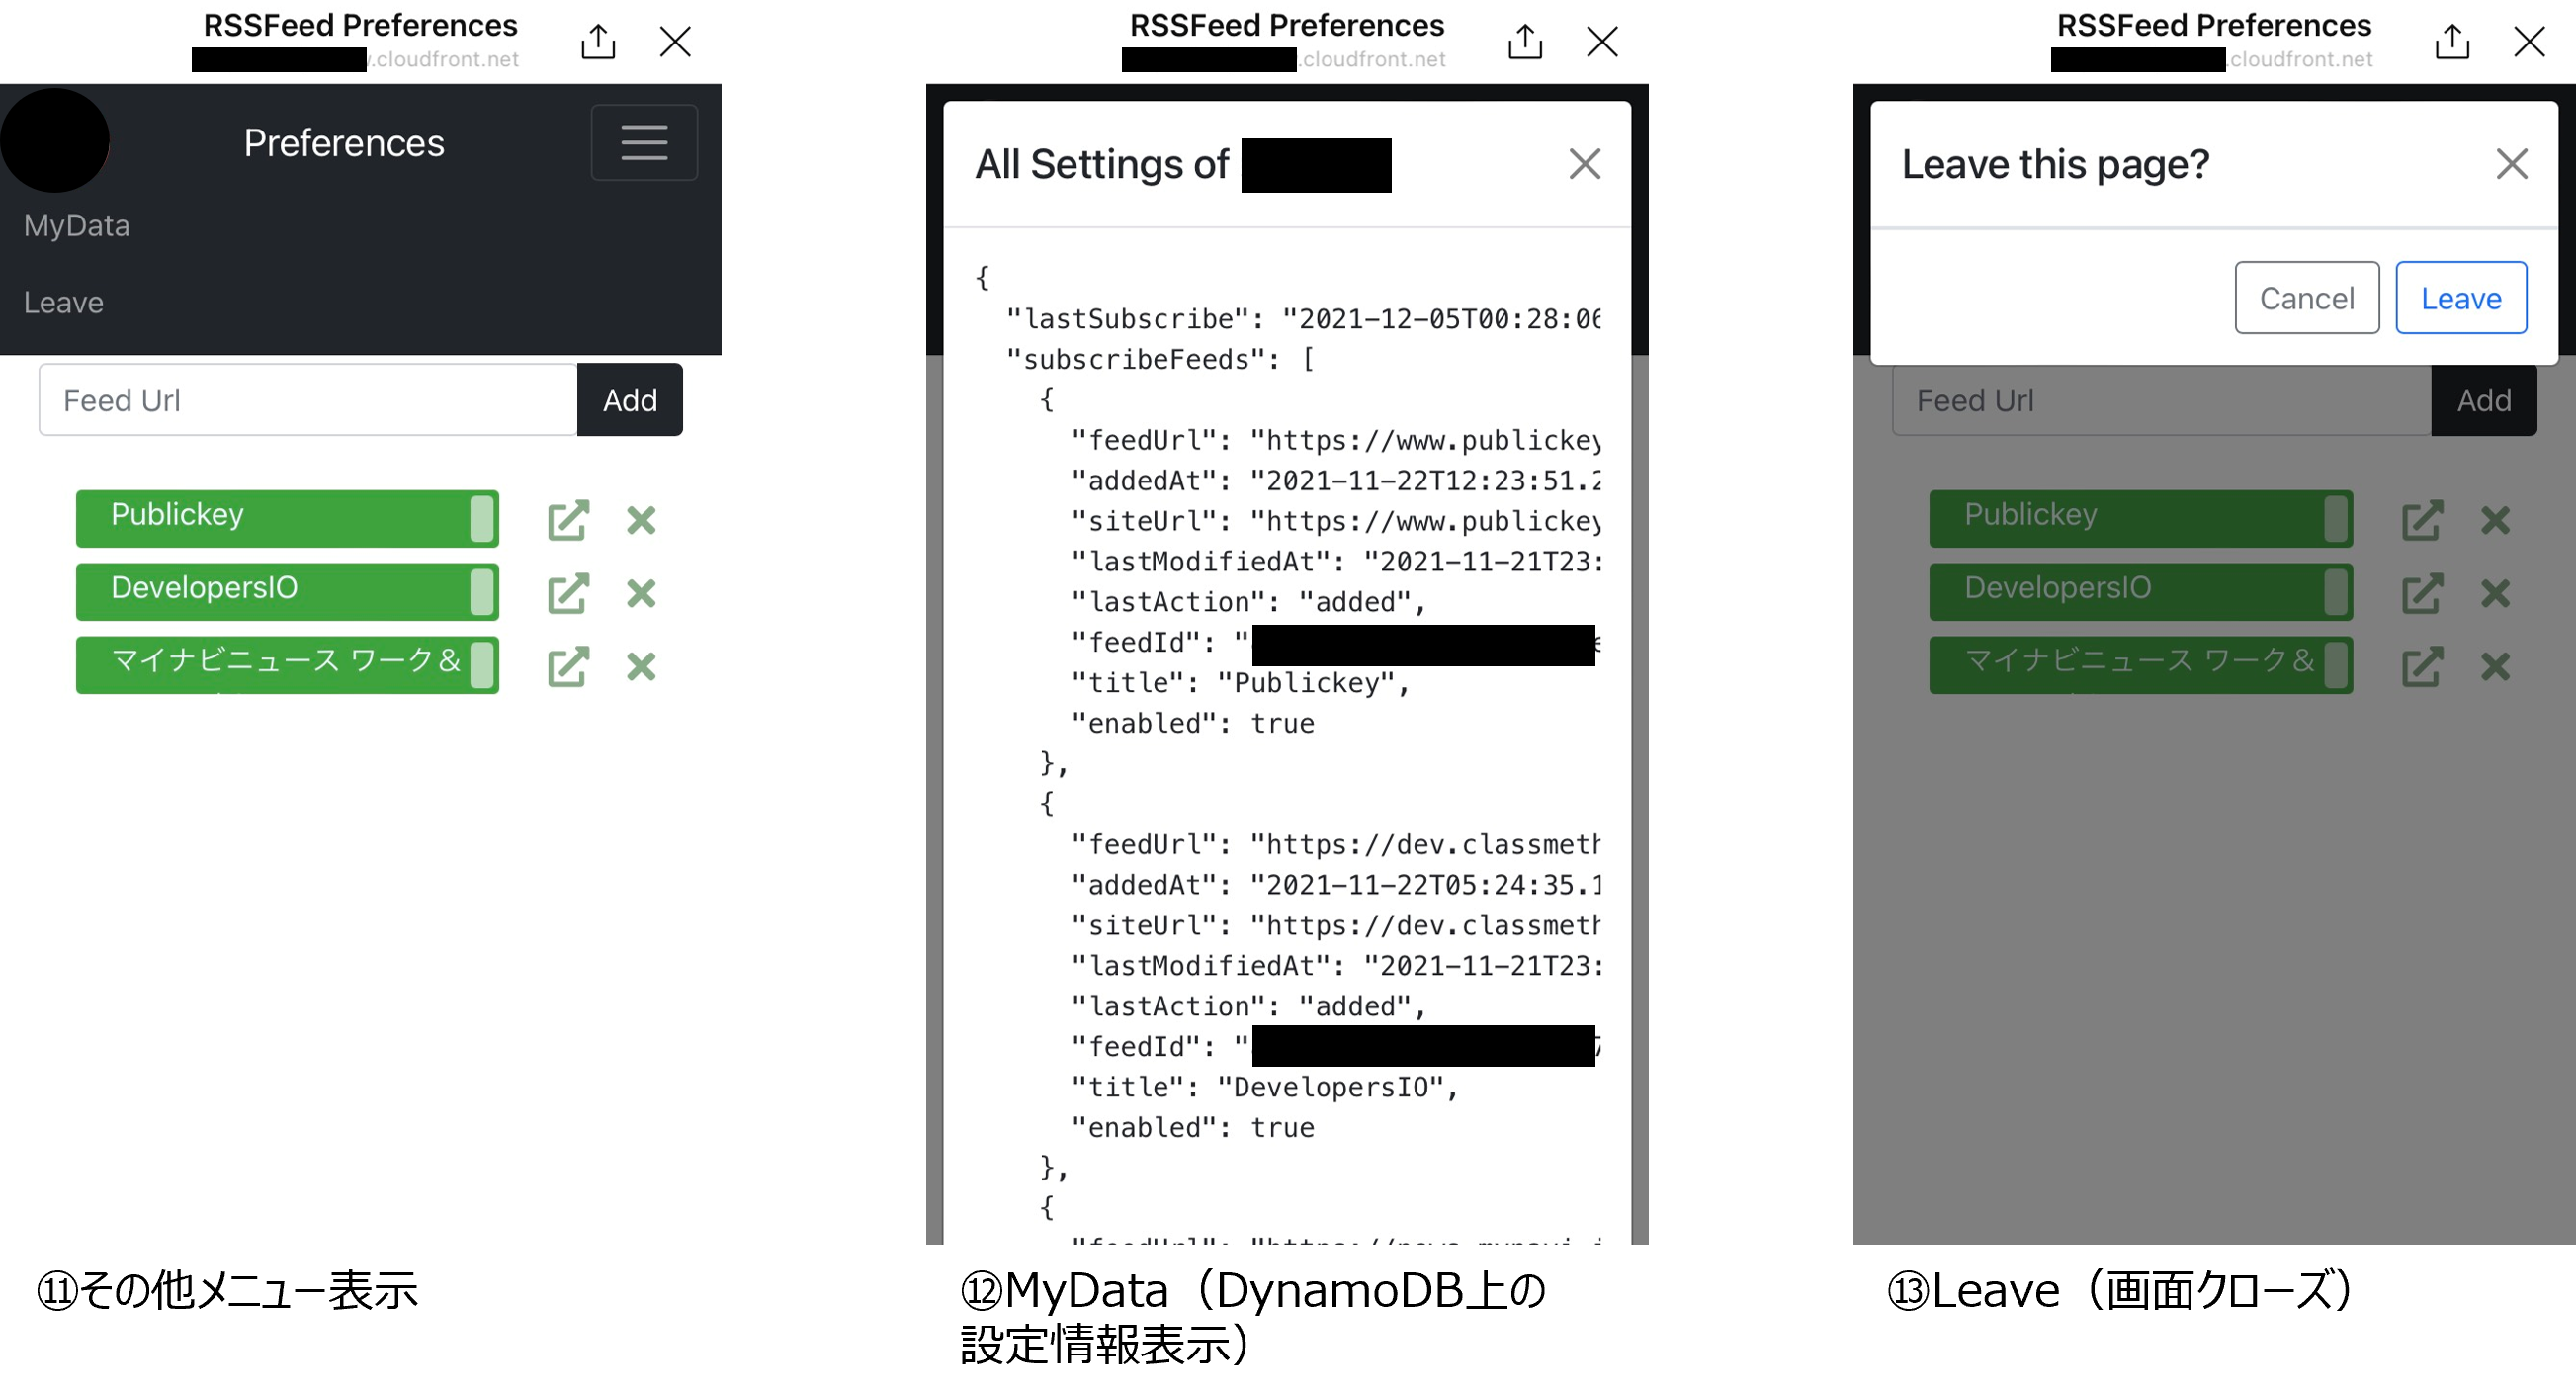 RSSFeed Preferences
.cloudfront.net
Preferences
MyData
Leave
Feed Url
Add
Publickey
DevelopersIO
マイナビニュース ワーク&
⑪その他メニュー表示
RSSFeed Preferences
.cloudfront.net
All Settings of
{
"lastSubscribe": "2021-12-05T00:28:06
"subscribeFeeds": [
{
"feedUrl": "https://www.publickey
"addedAt": "2021-11-22T12:23:51.2
"siteUrl": "https://www.publickey
"lastModifiedAt": "2021-11-21T23:
"lastAction": "added",
"feedId": "
"title": "Publickey",
"enabled": true
},
{
"feedUrl": "https://dev.classmeth
"addedAt": "2021-11-22T05:24:35.1
"siteUrl": "https://dev.classmeth
"lastModifiedAt": "2021-11-21T23:
"lastAction": "added",
"feedId": "
"title": "DevelopersIO",
"enabled": true
},
{
⑫MyData（DynamoDB上の
設定情報表示）
RSSFeed Preferences
.cloudfront.net
Leave this page?
Cancel
Leave
Feed Url
Add
Publickey
DevelopersIO
マイナビニュース ワーク&
⑬Leave（画面クローズ）